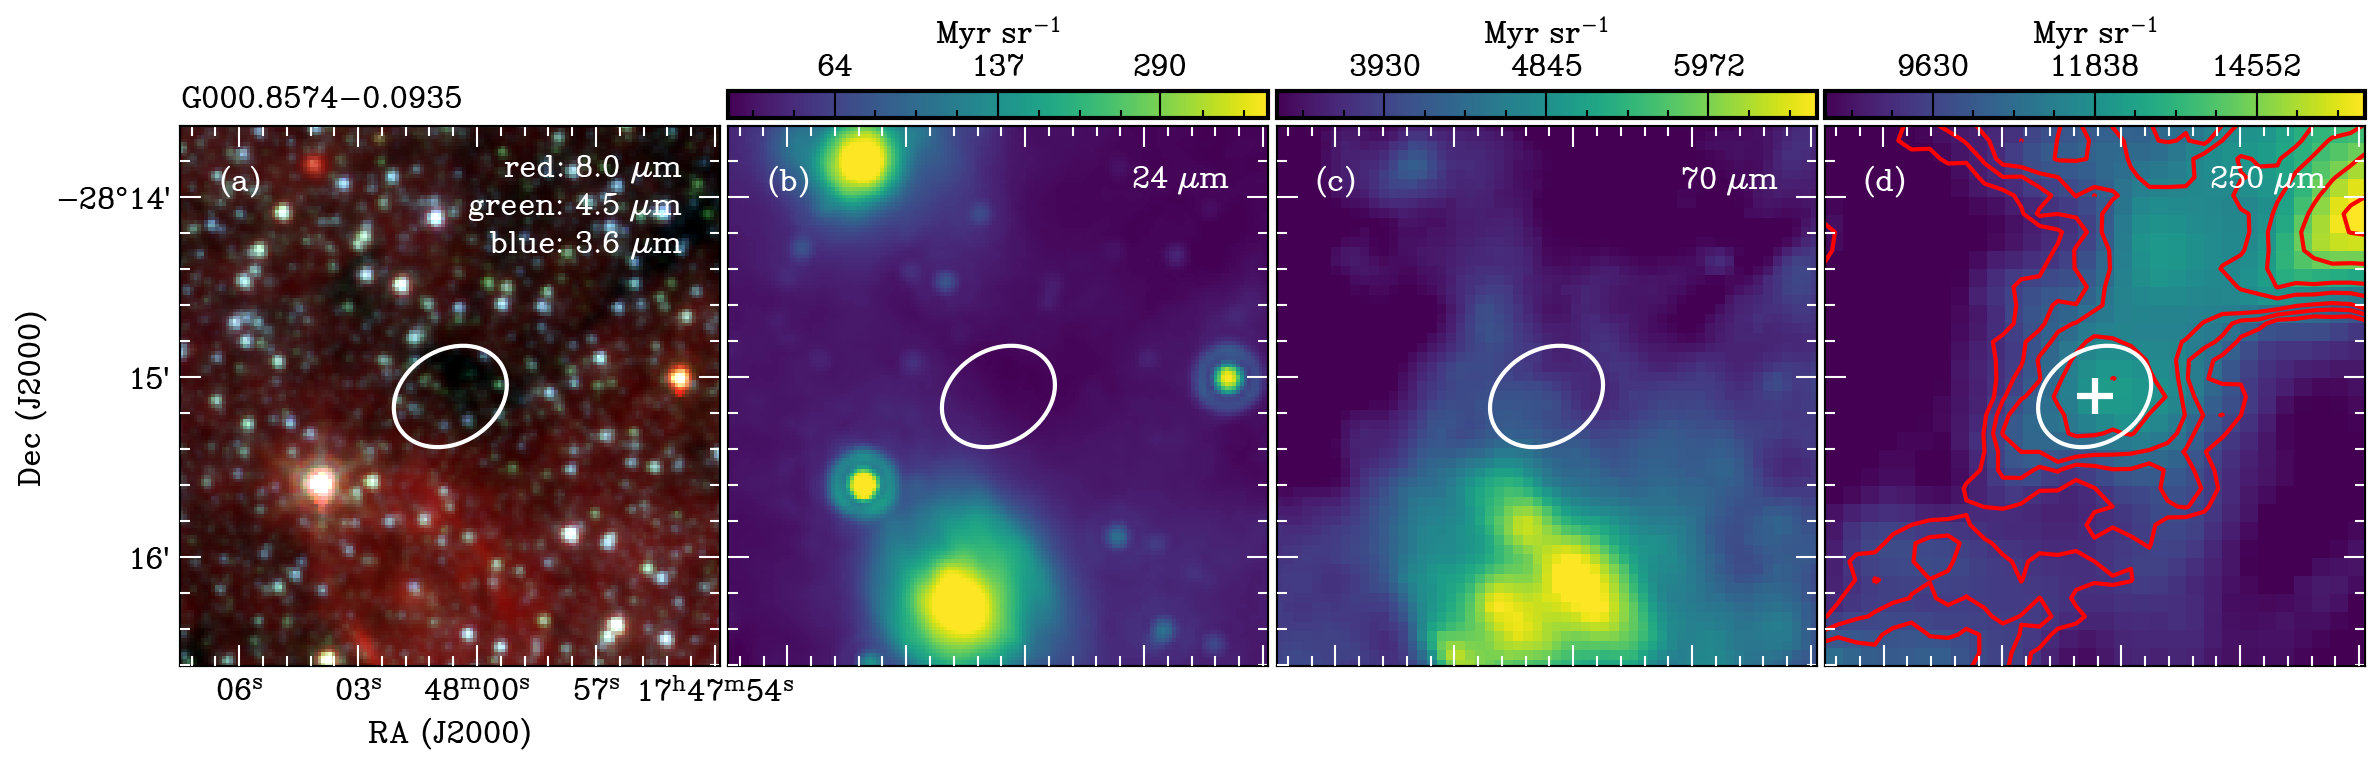 Myr sr⁻¹
Myr sr⁻¹
Myr sr⁻¹
64 137 290
3930 4845 5972
9630 11838 14552
G000.8574−0.0935
(a)
red: 8.0 μm
green: 4.5 μm
blue: 3.6 μm
(b)
24 μm
(c)
70 μm
(d)
250 μm
−28°14'
15'
16'
Dec (J2000)
06ˢ 03ˢ 48ᵐ00ˢ 57ˢ 17ʰ47ᵐ54ˢ
RA (J2000)